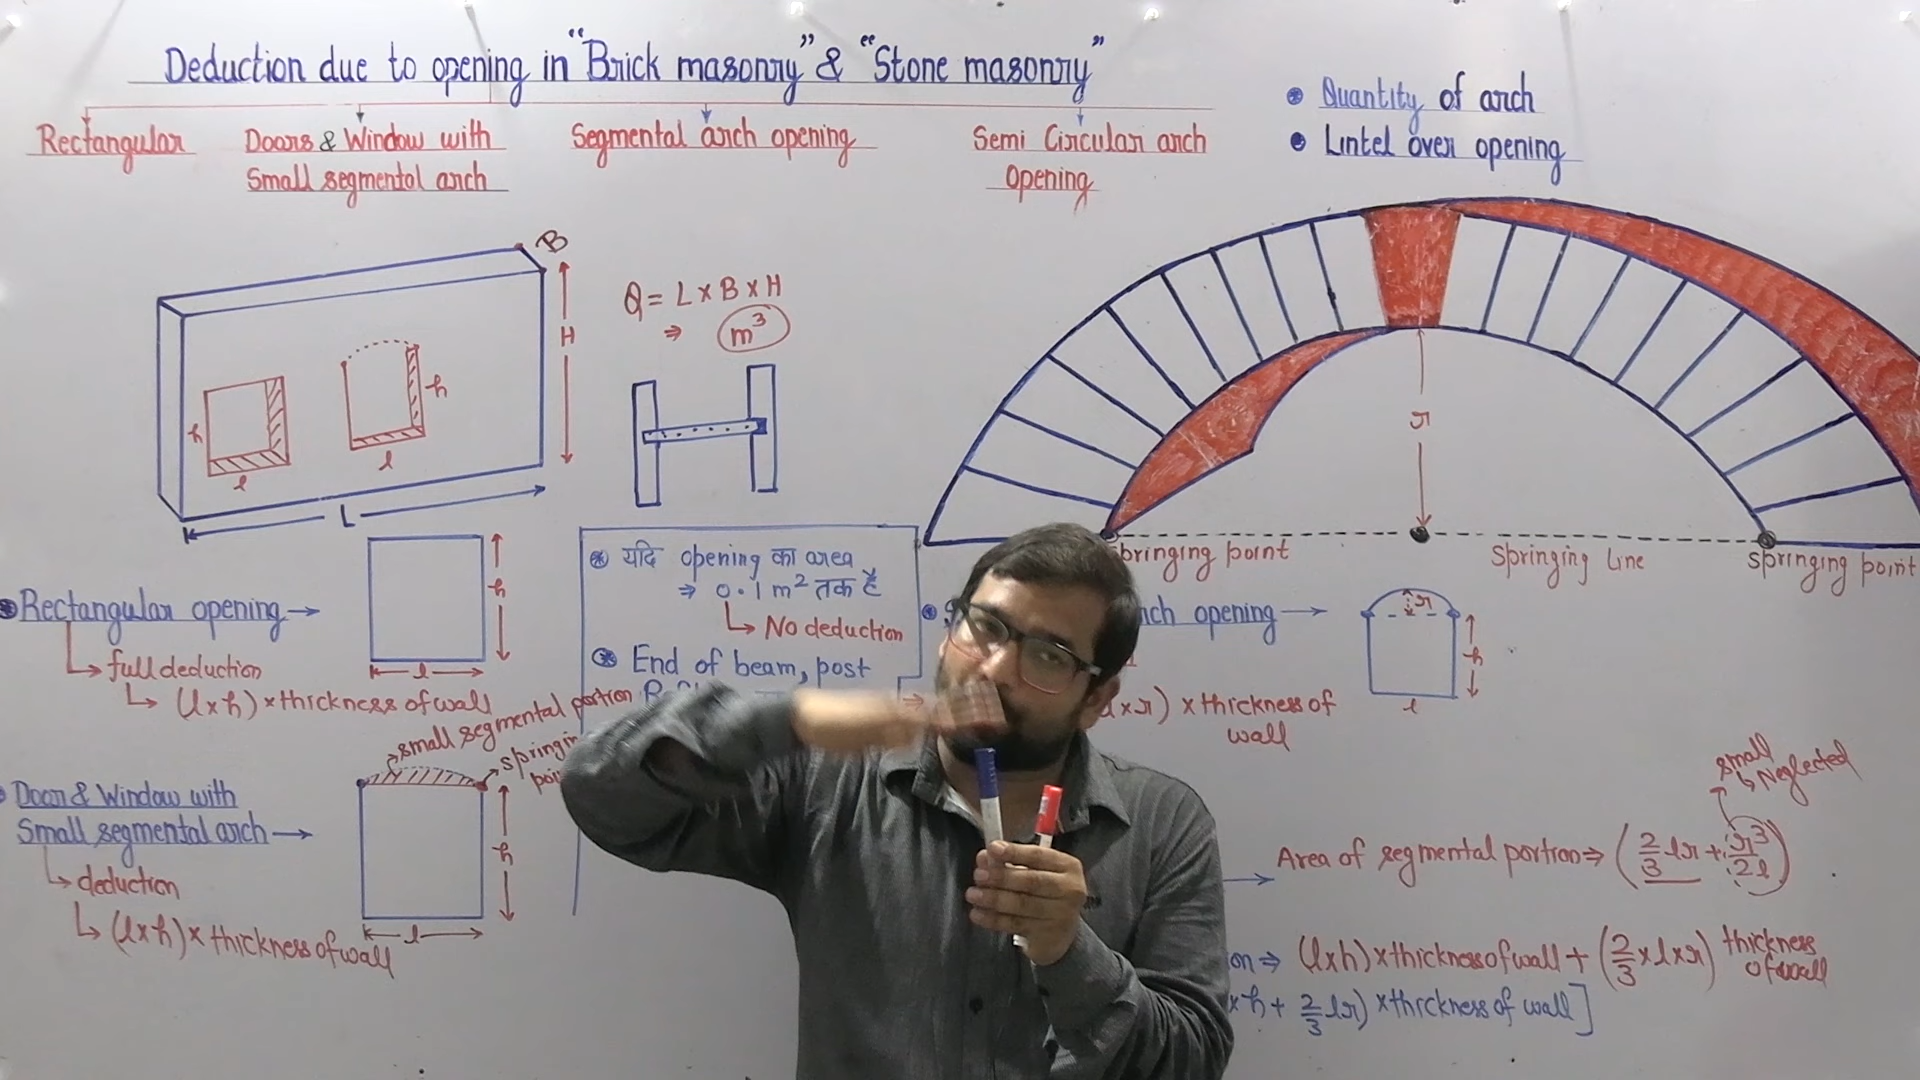 Deduction due to opening in "Brick masonry" & "Stone masonry"
Rectangular
Doors & Window with
Small segmental arch
Segmental arch opening
Semi Circular arch
Opening
Quantity of arch
Lintel over opening
B
H
h
l
h
l
L
Q = L x B x H
⇒ m³
r
springing point
Springing Line
springing point
Rectangular opening →
full deduction
(l x h) x thickness of wall
h
l
यदि opening का area
⇒ 0.1 m² तक है
No deduction
End of beam, post
small segmental portion
Door & Window with
Small segmental arch →
deduction
(l x h) x thickness of wall
h
l
opening →
r
h
l
x r) x thickness of
wall
small
Neglected
Area of segmental portion ⇒ (2/3 lr + r³/2l)
⇒ (l x h) x thickness of wall + (2/3 x l x r) thickness
of wall
x h + 2/3 lr) x thickness of wall]